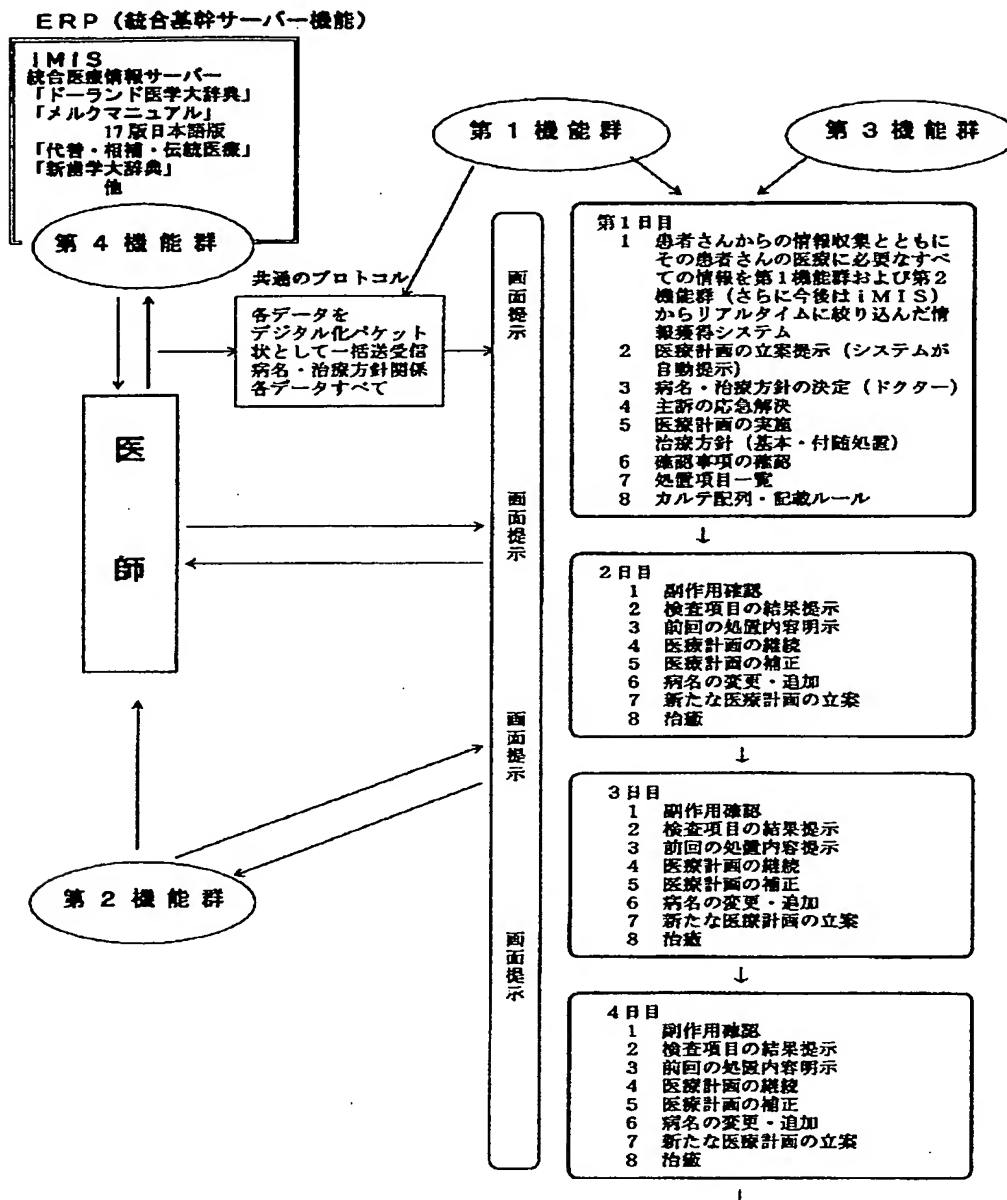 ERP（統合基幹サーバー機能）
iMIS
統合医療情報サーバー
「ドーランド医学大辞典」
「メルクマニュアル」
17版日本語版
「代替・相補・伝統医療」
「新歯学大辞典」
他
第4機能群
第1機能群
第3機能群
共通のプロトコル
各データを
デジタル化パケット
状として一括送受信
病名・治療方針関係
各データすべて
医師
第2機能群
画面提示
画面提示
画面提示
画面提示
第1日目
1 患者さんからの情報収集とともに
その患者さんの医療に必要なすべ
ての情報を第1機能群および第2
機能群（さらに今後はiMIS）
からリアルタイムに絞り込んだ情
報獲得システム
2 医療計画の立案提示（システムが
自動提示）
3 病名・治療方針の決定（ドクター）
4 主訴の応急解決
5 医療計画の実施
治療方針（基本・付随処置）
6 確認事項の確認
7 処置項目一覧
8 カルテ配列・記載ルール
↓
2日目
1 副作用確認
2 検査項目の結果提示
3 前回の処置内容明示
4 医療計画の継続
5 医療計画の補正
6 病名の変更・追加
7 新たな医療計画の立案
8 治癒
↓
3日目
1 副作用確認
2 検査項目の結果提示
3 前回の処置内容提示
4 医療計画の継続
5 医療計画の補正
6 病名の変更・追加
7 新たな医療計画の立案
8 治癒
↓
4日目
1 副作用確認
2 検査項目の結果提示
3 前回の処置内容明示
4 医療計画の継続
5 医療計画の補正
6 病名の変更・追加
7 新たな医療計画の立案
8 治癒
↓